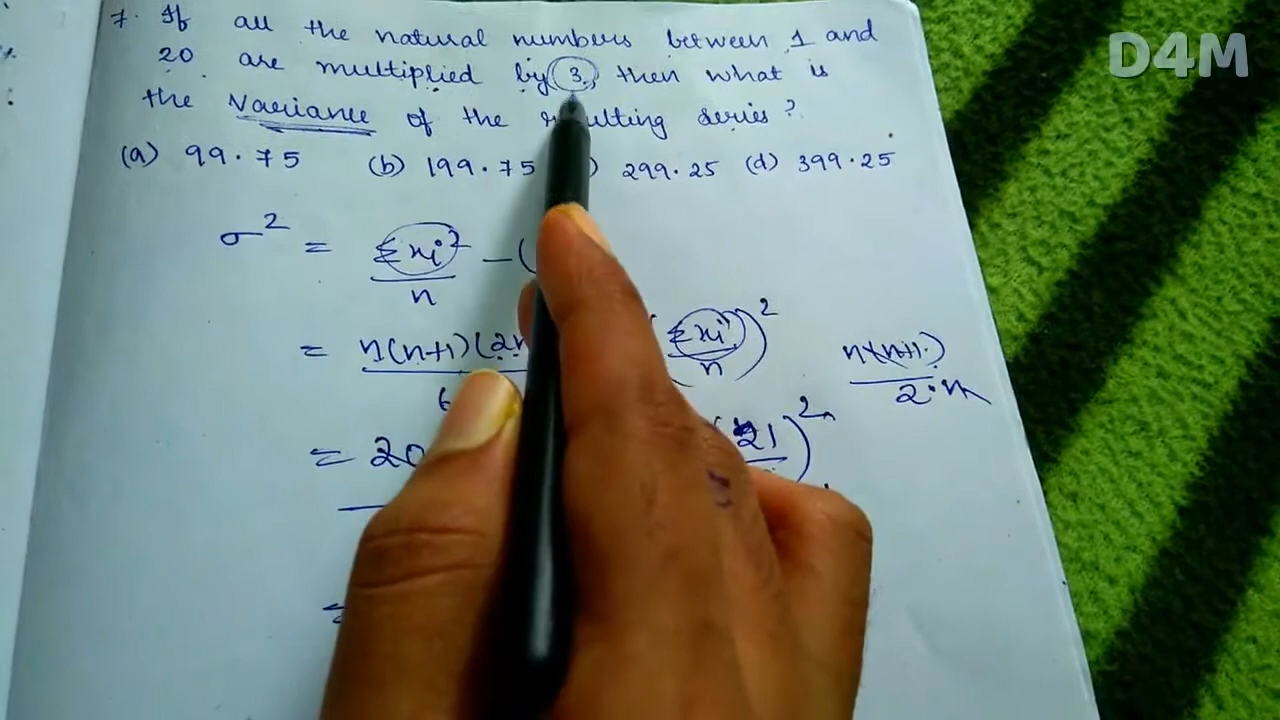 7. If all the natural numbers between 1 and
20 are multiplied by 3, then what is
the variance of the resulting series?
(a) 99.75 (b) 199.75 ) 299.25 (d) 399.25
σ² = Σxi² / n – (
= n(n+1)(2n / 6 (Σxi / n)² n(n+1) / 2·n
= 20 (21)²
=
D4M